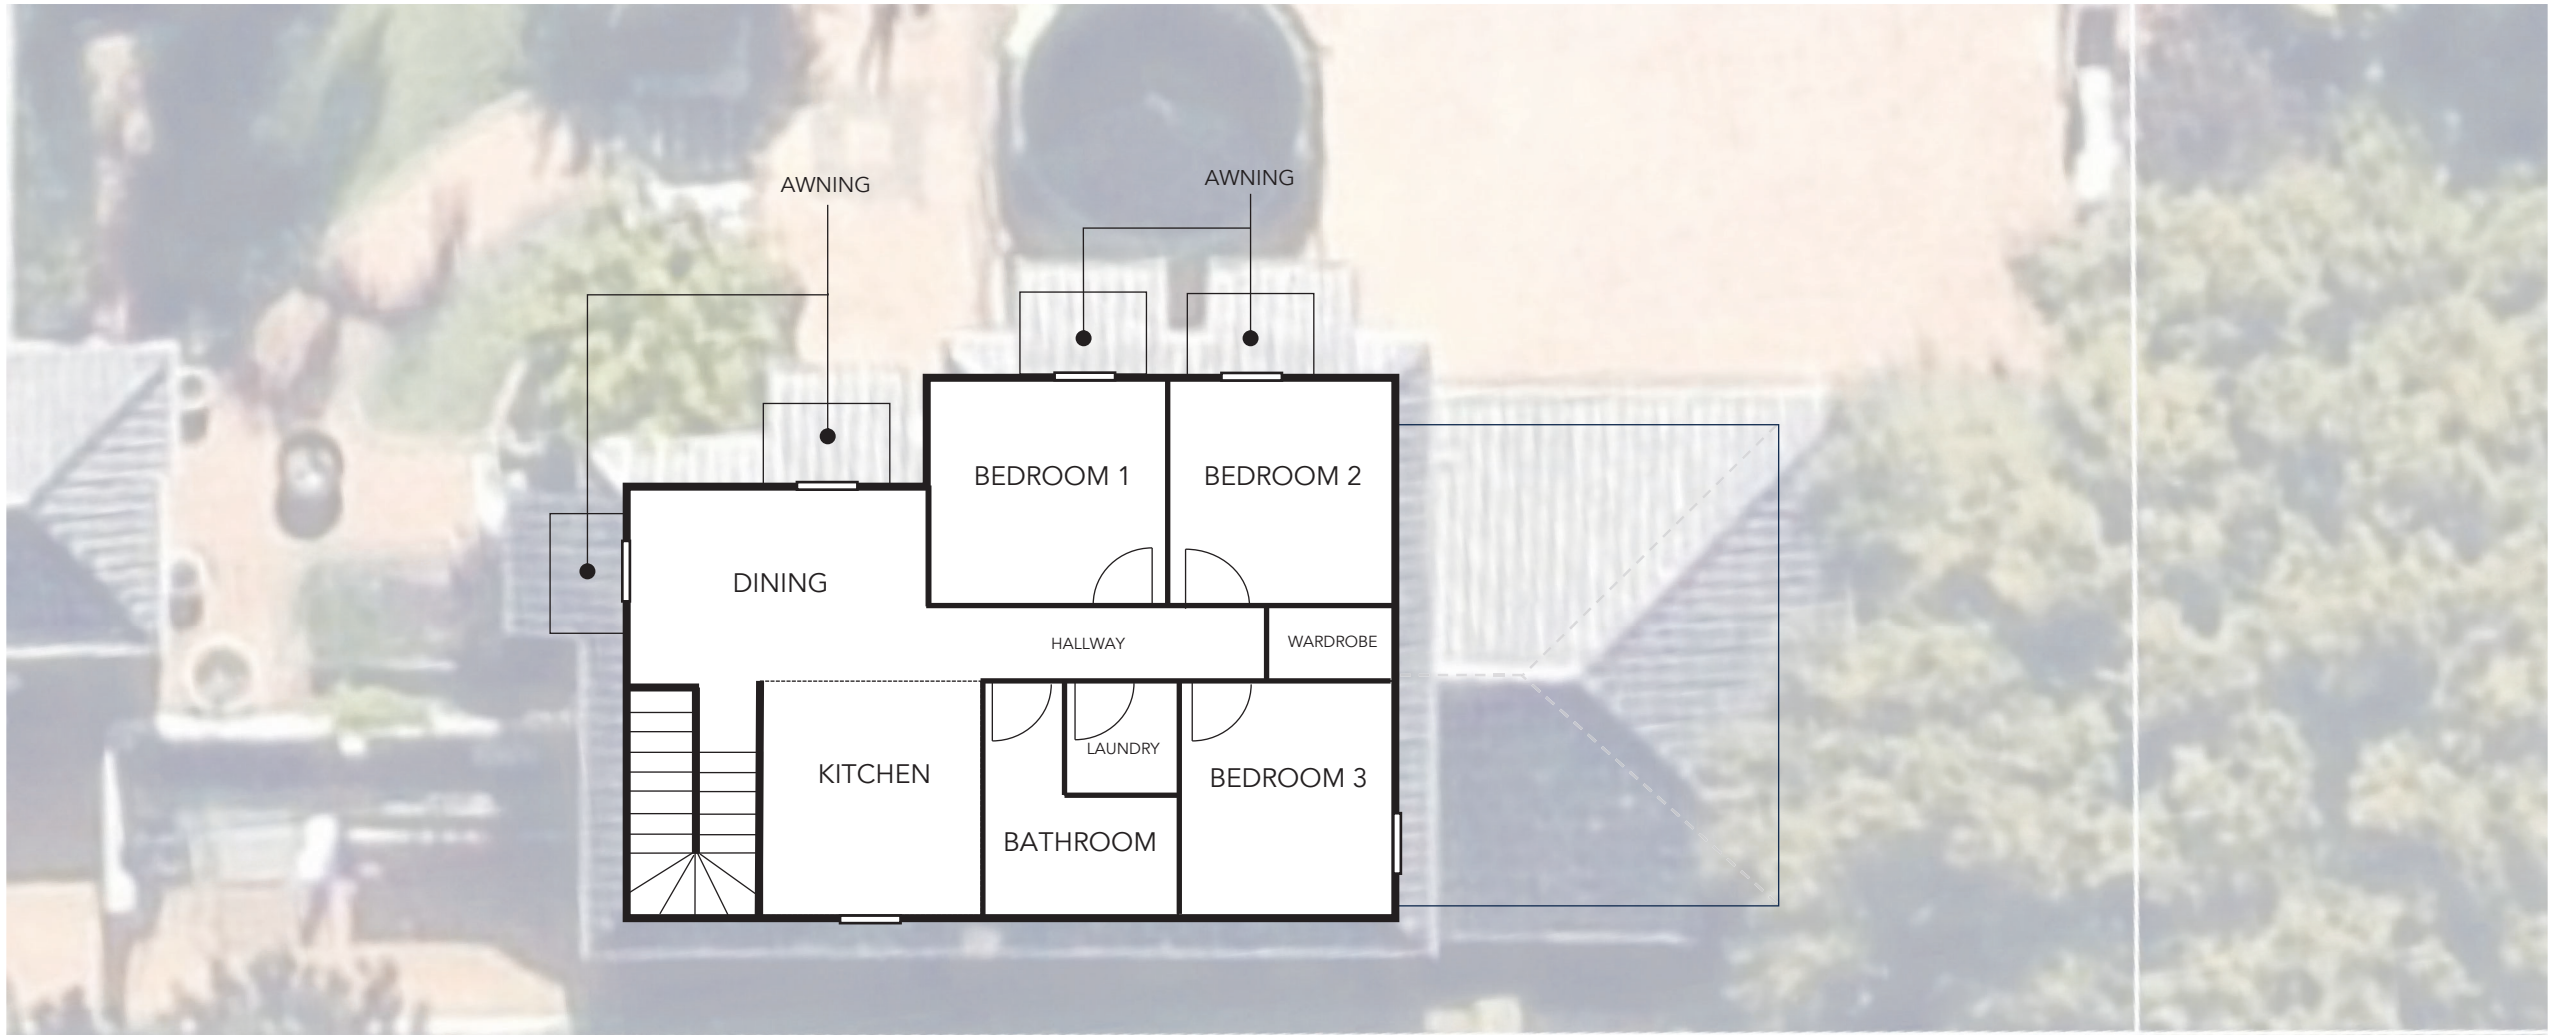 AWNING
AWNING
BEDROOM 1
BEDROOM 2
DINING
HALLWAY
WARDROBE
LAUNDRY
KITCHEN
BEDROOM 3
BATHROOM